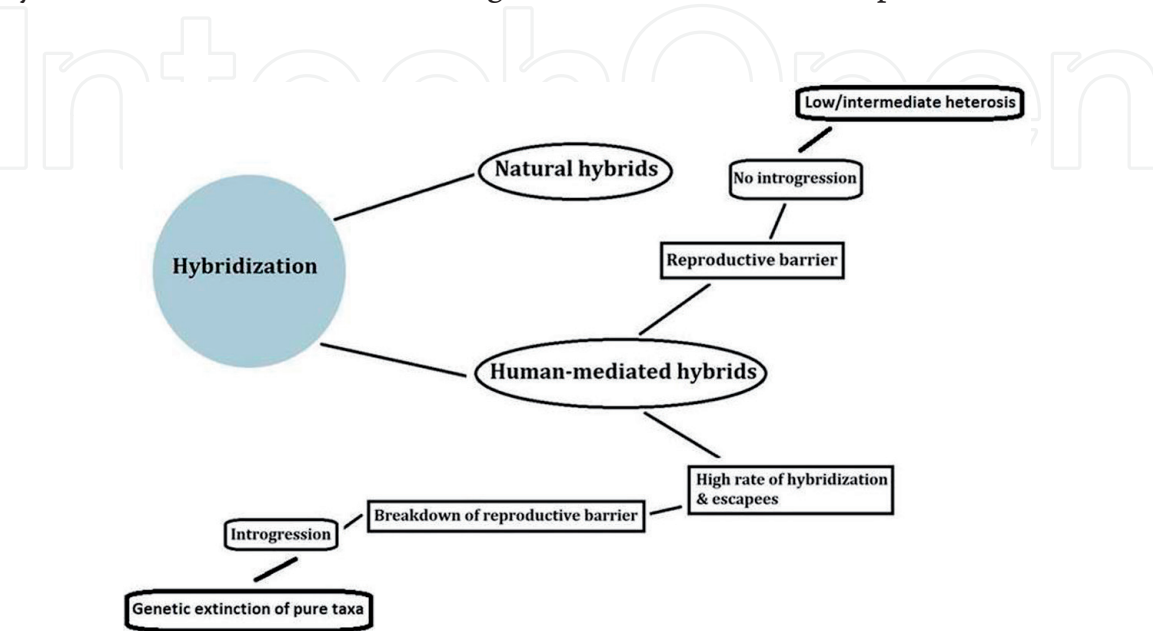 IntechOpen
Low/intermediate heterosis
Natural hybrids
No introgression
Hybridization
Reproductive barrier
Human-mediated hybrids
High rate of hybridization
& escapees
Breakdown of reproductive barrier
Introgression
Genetic extinction of pure taxa